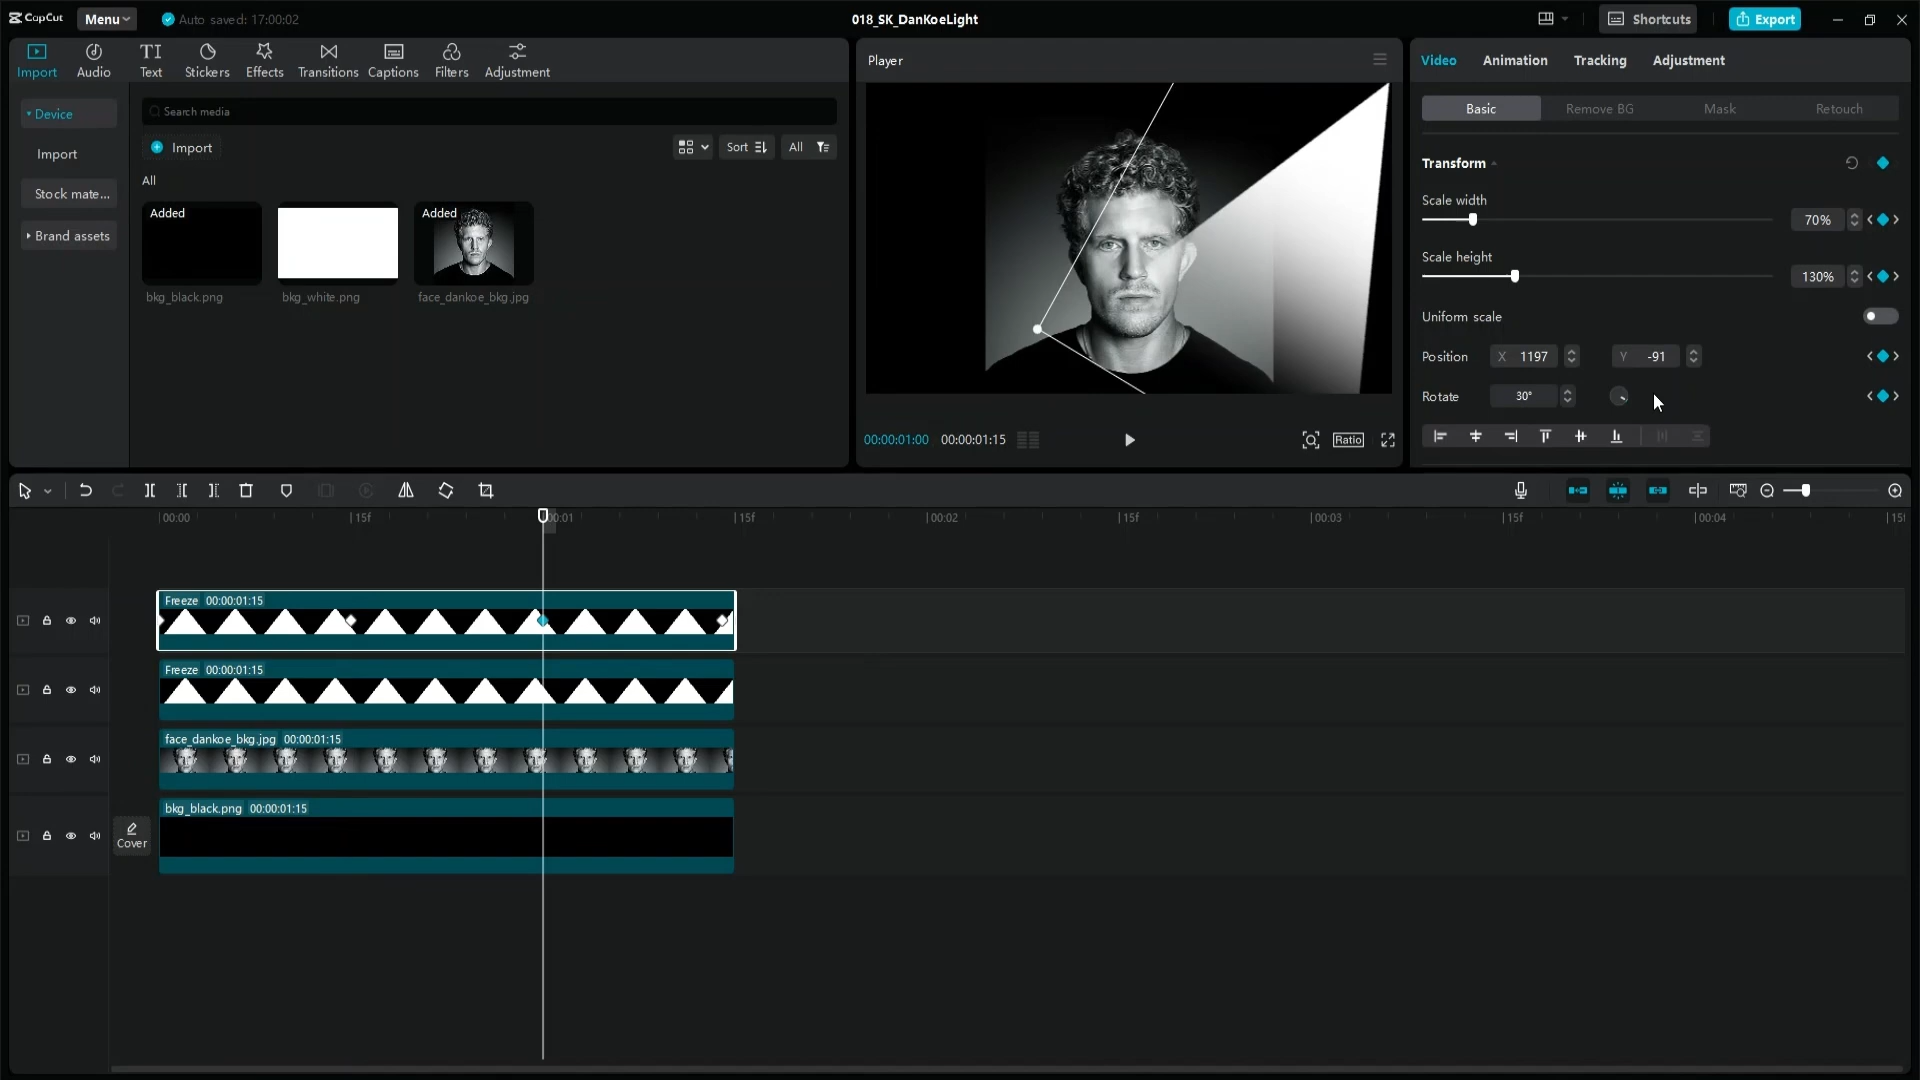 CapCut
Menu
Auto saved: 17:00:02
018_SK_DanKoeLight
Shortcuts
Export
Import
Audio
TI
Text
Stickers
Effects
Transitions
Captions
Filters
Adjustment
Device
Import
Stock mate...
Brand assets
Search media
Import
Sort
All
All
Added
bkg_black.png
bkg_white.png
Added
face_dankoe_bkg.jpg
Player
00:00:01:00
00:00:01:15
Ratio
Video
Animation
Tracking
Adjustment
Basic
Remove BG
Mask
Retouch
Transform
Scale width
70%
Scale height
130%
Uniform scale
Position
X 1197
Y -91
Rotate
30°
00:00
15f
00:01
15f
00:02
15f
00:03
15f
00:04
15f
Freeze 00:00:01:15
Freeze 00:00:01:15
face_dankoe_bkg.jpg 00:00:01:15
bkg_black.png 00:00:01:15
Cover